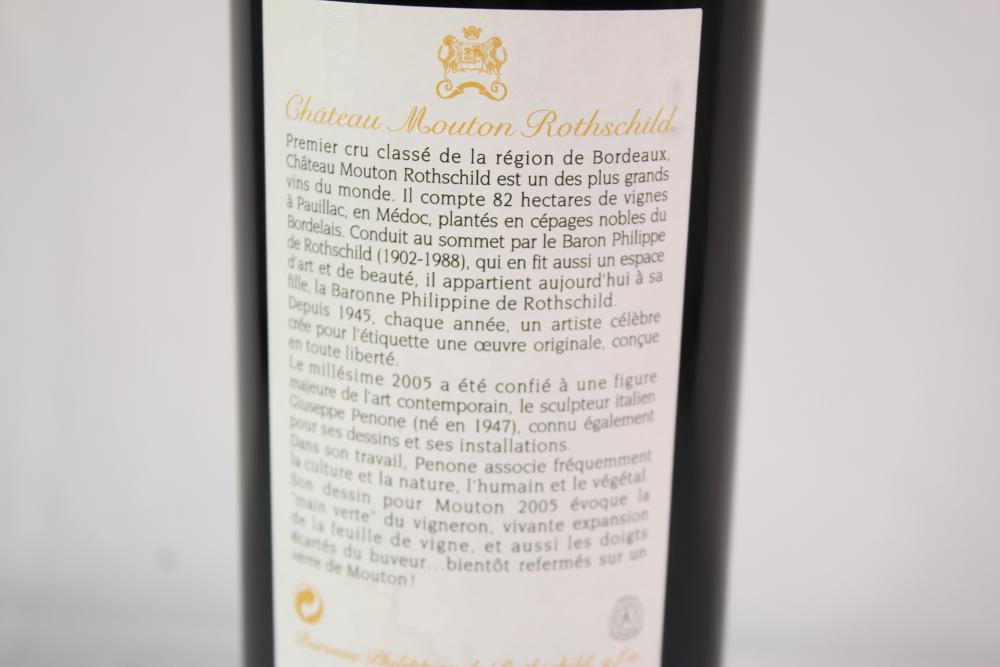 Château Mouton Rothschild
Premier cru classé de la région de Bordeaux,
Château Mouton Rothschild est un des plus grands
vins du monde. Il compte 82 hectares de vignes
à Pauillac, en Médoc, plantés en cépages nobles du
Bordelais. Conduit au sommet par le Baron Philippe
de Rothschild (1902-1988), qui en fit aussi un espace
d'art et de beauté, il appartient aujourd'hui à sa
fille, la Baronne Philippine de Rothschild.
Depuis 1945, chaque année, un artiste célèbre
crée pour l'étiquette une œuvre originale, conçue
en toute liberté.
Le millésime 2005 a été confié à une figure
majeure de l'art contemporain, le sculpteur italien
Giuseppe Penone (né en 1947), connu également
pour ses dessins et ses installations.
Dans son travail, Penone associe fréquemment
la culture et la nature, l'humain et le végétal.
Son dessin pour Mouton 2005 évoque la
"main verte" du vigneron, vivante expansion
de la feuille de vigne, et aussi les doigts
écartés du buveur...bientôt refermés sur un
verre de Mouton !
Baronne Philippine de Rothschild g.f.a.